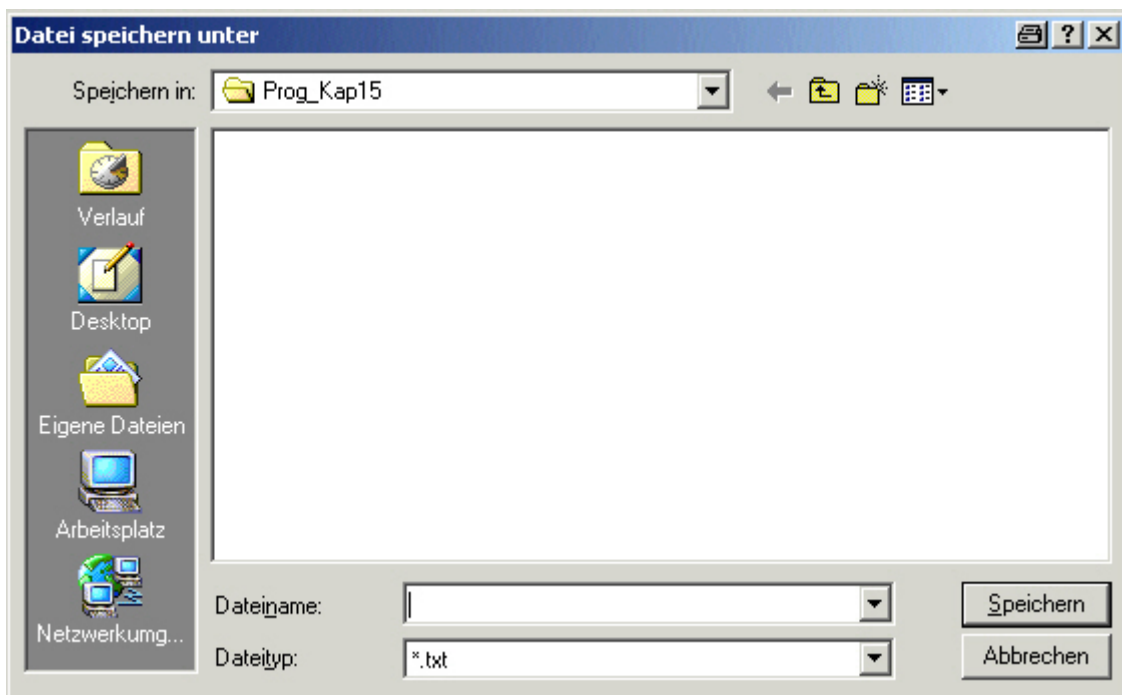 Datei speichern unter
Speichern in:
Prog_Kap15
Verlauf
Desktop
Eigene Dateien
Arbeitsplatz
Netzwerkumg...
Dateiname:
Speichern
Dateityp:
*.txt
Abbrechen